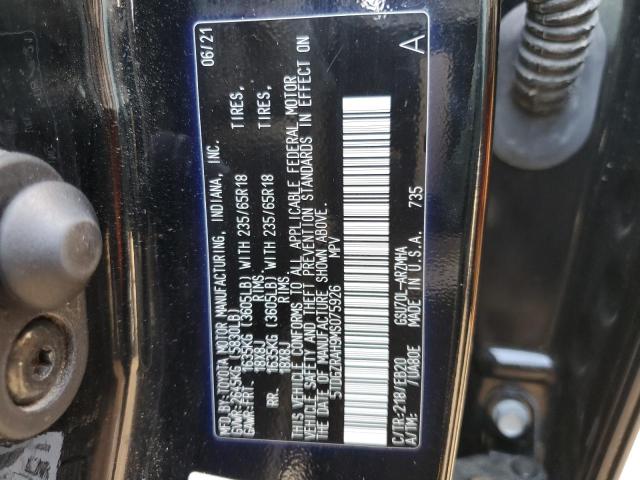 MFD. BY: TOYOTA MOTOR MANUFACTURING, INDIANA, INC. 06/21
GVWR: 2645KG (5830LB)
GAWR: FRT 1635KG (3605LB) WITH 235/65R18 TIRES,
18X8J RIMS,
RR. 1635KG (3605LB) WITH 235/65R18 TIRES,
18X8J RIMS
THIS VEHICLE CONFORMS TO ALL APPLICABLE FEDERAL MOTOR
VEHICLE SAFETY AND THEFT PREVENTION STANDARDS IN EFFECT ON
THE DATE OF MANUFACTURE SHOWN ABOVE.
5TDGZRAH9MS075926 MPV
A
C/TR: 218/EB20 GSU70L-ARZMHA 735
A/TM: /UA80E MADE IN U.S.A.